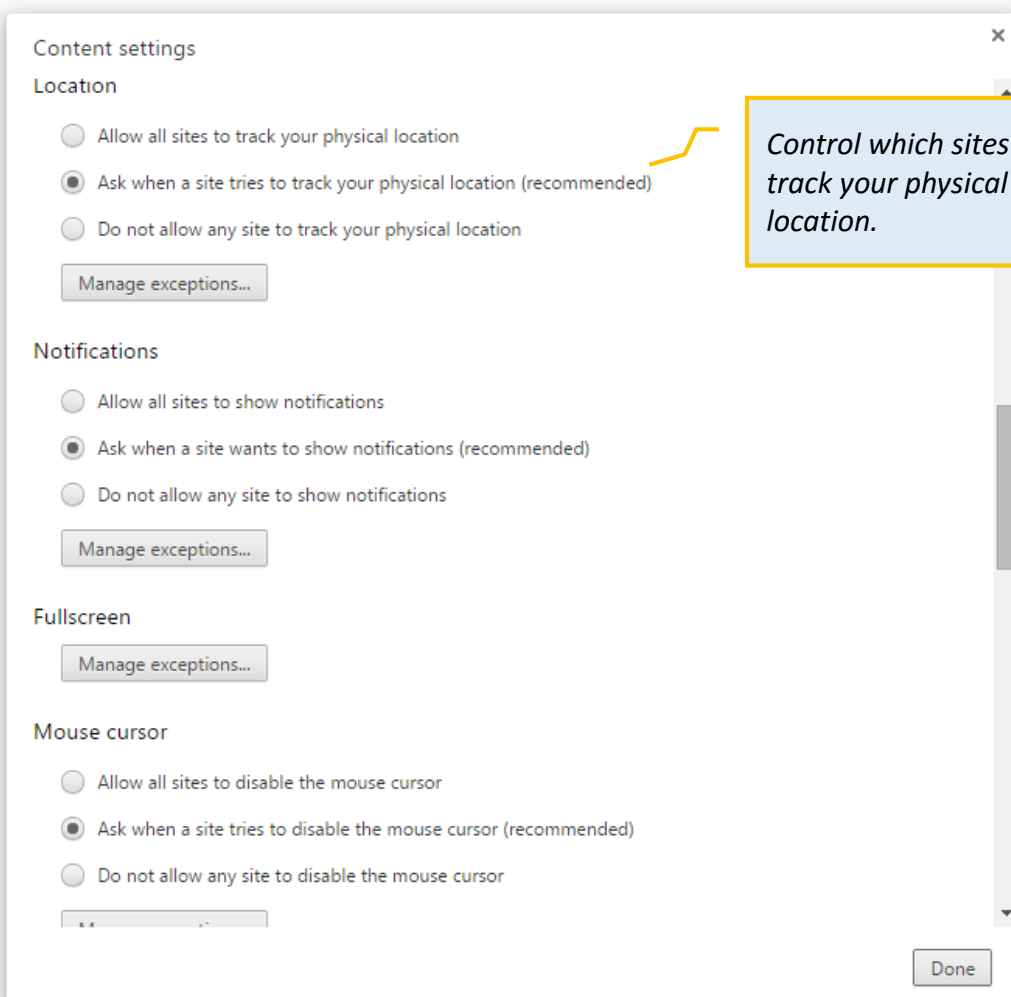 Content settings
Location
Allow all sites to track your physical location
Ask when a site tries to track your physical location (recommended)
Do not allow any site to track your physical location
Manage exceptions...
Control which sites
track your physical
location.
Notifications
Allow all sites to show notifications
Ask when a site wants to show notifications (recommended)
Do not allow any site to show notifications
Manage exceptions...
Fullscreen
Manage exceptions...
Mouse cursor
Allow all sites to disable the mouse cursor
Ask when a site tries to disable the mouse cursor (recommended)
Do not allow any site to disable the mouse cursor
Done